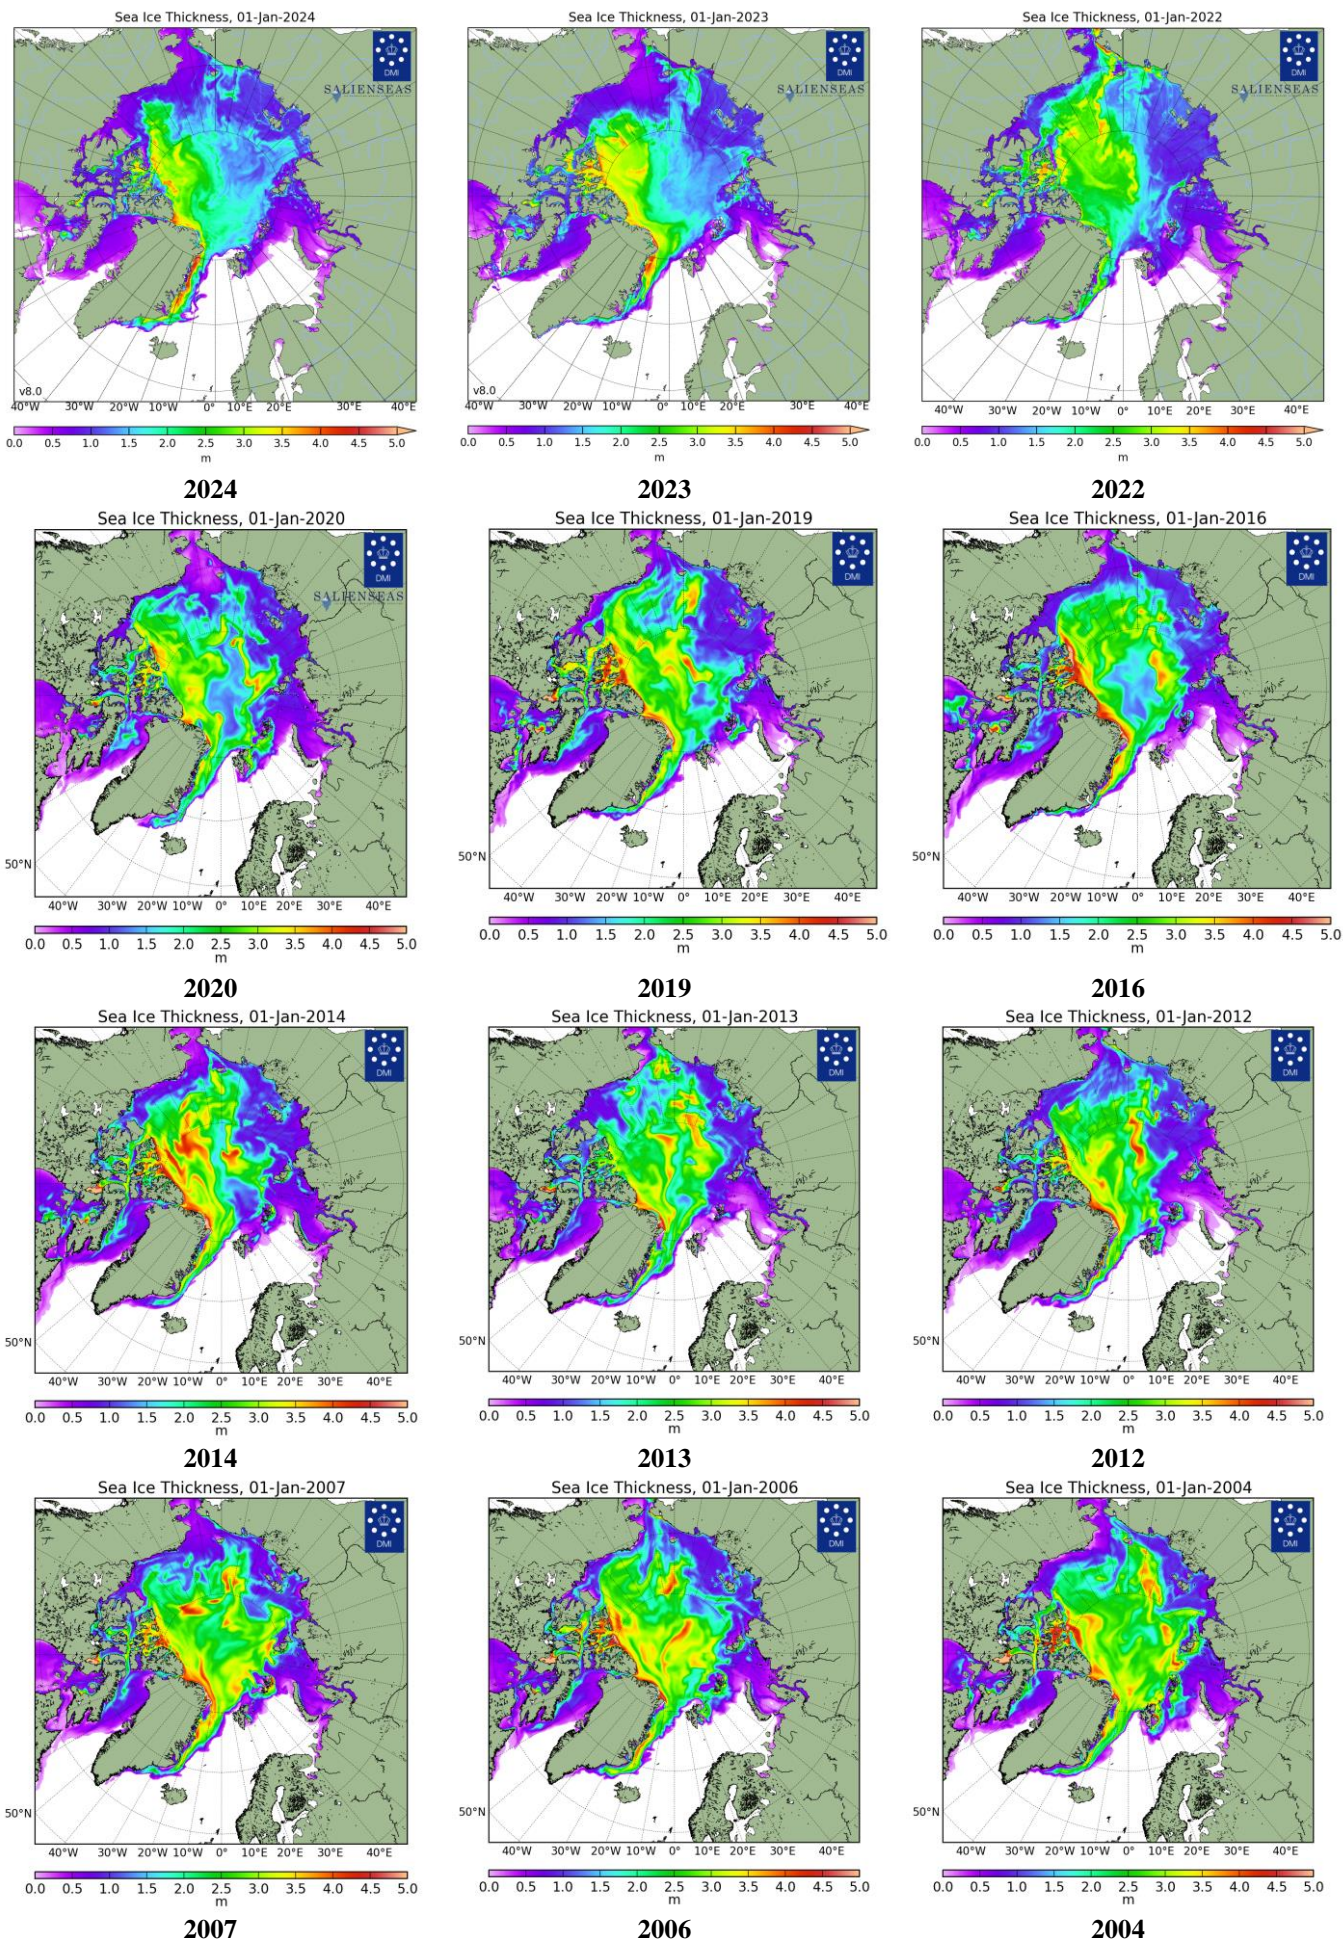 Sea Ice Thickness, 01-Jan-2024
DMI
SALIENSEAS
v8.0
40°W 30°W 20°W 10°W 0° 10°E 20°E 30°E 40°E
0.0 0.5 1.0 1.5 2.0 2.5 3.0 3.5 4.0 4.5 5.0
m
2024
Sea Ice Thickness, 01-Jan-2023
DMI
SALIENSEAS
v8.0
40°W 30°W 20°W 10°W 0° 10°E 20°E 30°E 40°E
0.0 0.5 1.0 1.5 2.0 2.5 3.0 3.5 4.0 4.5 5.0
m
2023
Sea Ice Thickness, 01-Jan-2022
DMI
SALIENSEAS
40°W 30°W 20°W 10°W 0° 10°E 20°E 30°E 40°E
0.0 0.5 1.0 1.5 2.0 2.5 3.0 3.5 4.0 4.5 5.0
m
2022
Sea Ice Thickness, 01-Jan-2020
DMI
SALIENSEAS
50°N
40°W 30°W 20°W 10°W 0° 10°E 20°E 30°E 40°E
0.0 0.5 1.0 1.5 2.0 2.5 3.0 3.5 4.0 4.5 5.0
m
2020
Sea Ice Thickness, 01-Jan-2019
DMI
50°N
40°W 30°W 20°W 10°W 0° 10°E 20°E 30°E 40°E
0.0 0.5 1.0 1.5 2.0 2.5 3.0 3.5 4.0 4.5 5.0
m
2019
Sea Ice Thickness, 01-Jan-2016
DMI
50°N
40°W 30°W 20°W 10°W 0° 10°E 20°E 30°E 40°E
0.0 0.5 1.0 1.5 2.0 2.5 3.0 3.5 4.0 4.5 5.0
m
2016
Sea Ice Thickness, 01-Jan-2014
DMI
50°N
40°W 30°W 20°W 10°W 0° 10°E 20°E 30°E 40°E
0.0 0.5 1.0 1.5 2.0 2.5 3.0 3.5 4.0 4.5 5.0
m
2014
Sea Ice Thickness, 01-Jan-2013
DMI
50°N
40°W 30°W 20°W 10°W 0° 10°E 20°E 30°E 40°E
0.0 0.5 1.0 1.5 2.0 2.5 3.0 3.5 4.0 4.5 5.0
m
2013
Sea Ice Thickness, 01-Jan-2012
DMI
50°N
40°W 30°W 20°W 10°W 0° 10°E 20°E 30°E 40°E
0.0 0.5 1.0 1.5 2.0 2.5 3.0 3.5 4.0 4.5 5.0
m
2012
Sea Ice Thickness, 01-Jan-2007
DMI
50°N
40°W 30°W 20°W 10°W 0° 10°E 20°E 30°E 40°E
0.0 0.5 1.0 1.5 2.0 2.5 3.0 3.5 4.0 4.5 5.0
m
2007
Sea Ice Thickness, 01-Jan-2006
DMI
50°N
40°W 30°W 20°W 10°W 0° 10°E 20°E 30°E 40°E
0.0 0.5 1.0 1.5 2.0 2.5 3.0 3.5 4.0 4.5 5.0
m
2006
Sea Ice Thickness, 01-Jan-2004
DMI
50°N
40°W 30°W 20°W 10°W 0° 10°E 20°E 30°E 40°E
0.0 0.5 1.0 1.5 2.0 2.5 3.0 3.5 4.0 4.5 5.0
m
2004